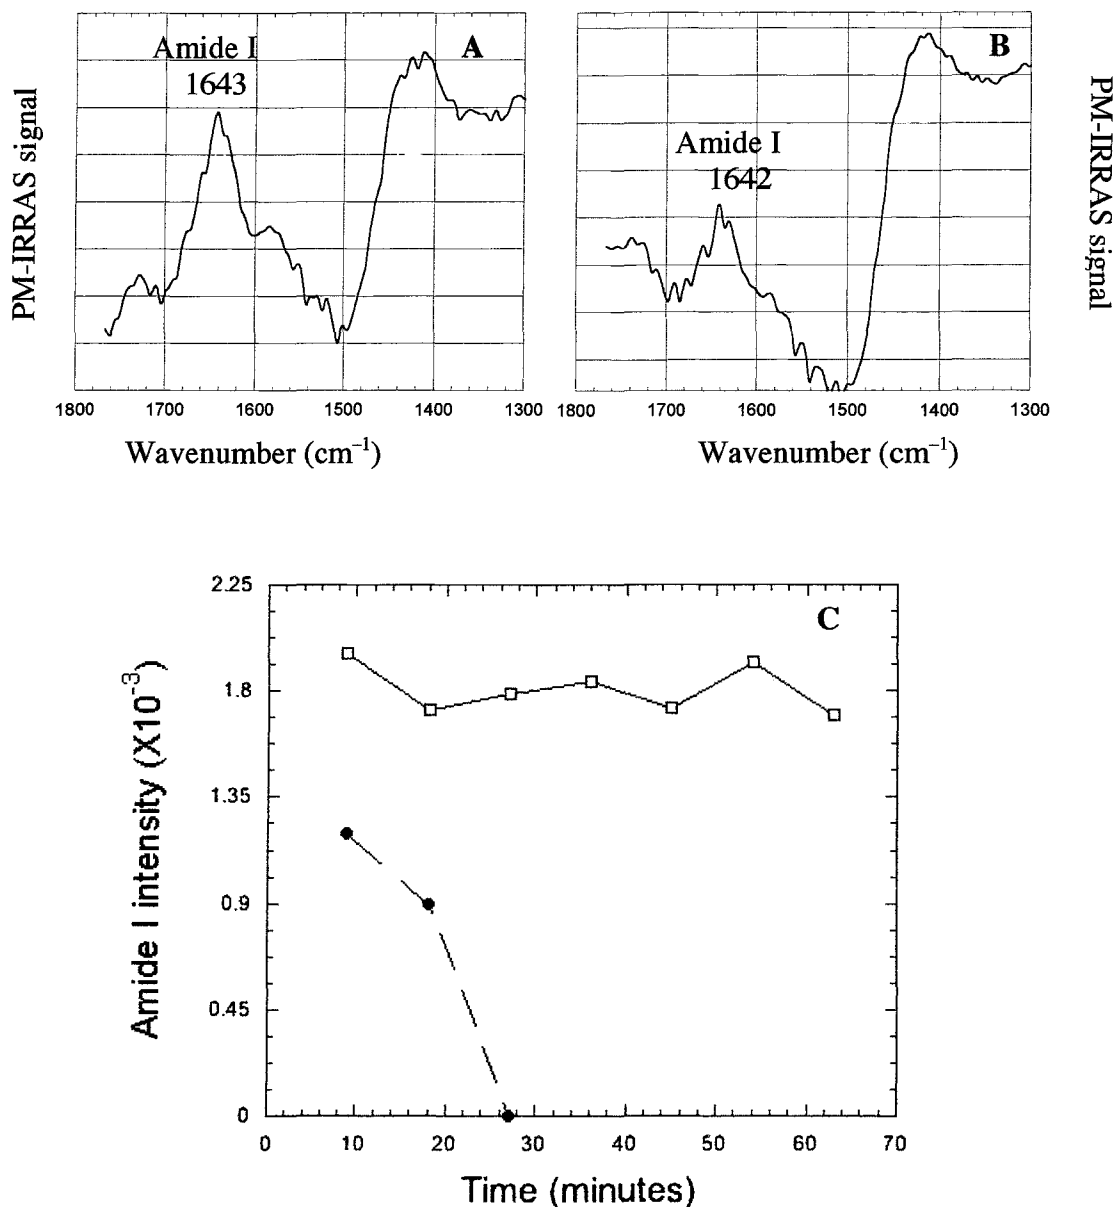 PM-IRRAS signal
Amide I
1643
A
1800 1700 1600 1500 1400 1300
Wavenumber (cm⁻¹)
Amide I
1642
B
1800 1700 1600 1500 1400 1300
Wavenumber (cm⁻¹)
PM-IRRAS signal
C
Amide I intensity (X10⁻³)
2.25
1.8
1.35
0.9
0.45
0
0 10 20 30 40 50 60 70
Time (minutes)